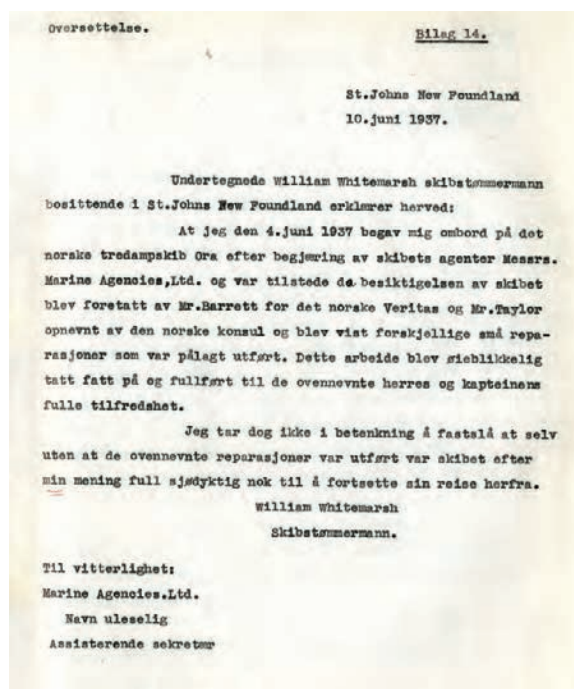 Oversettelse.
Bilag 14.
St.Johns New Foundland
10.juni 1937.
Undertegnede William Whitemarsh skibstømmermann
bosittende i St.Johns New Foundland erklærer herved:
At jeg den 4.juni 1937 begav mig ombord på det
norske tredampskib Ora efter begjæring av skibets agenter Messrs.
Marine Agencies,Ltd. og var tilstede da besiktigelsen av skibet
blev foretatt av Mr.Barrett for det norske Veritas og Mr.Taylor
opnevnt av den norske konsul og blev vist forskjellige små repa-
rasjoner som var pålagt utført. Dette arbeide blev øieblikkelig
tatt fatt på og fullført til de ovennevnte herres og kapteinens
fulle tilfredshet.
Jeg tar dog ikke i betenkning å fastslå at selv
uten at de ovennevnte reparasjoner var utført var skibet efter
min mening full sjødyktig nok til å fortsette sin reise herfra.
William Whitemarsh
Skibstømmermann.
Til vitterlighet:
Marine Agencies.Ltd.
Navn uleselig
Assisterende sekretær